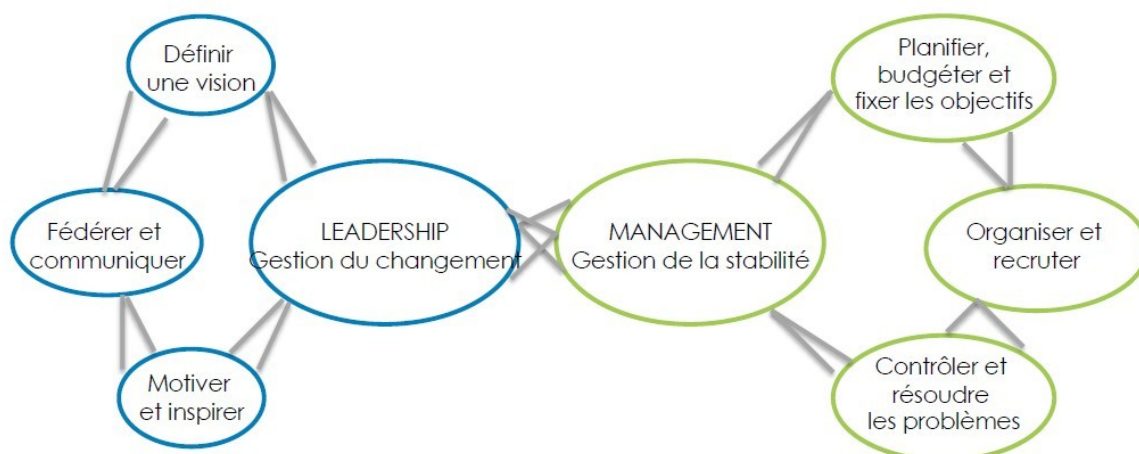 Définir
une vision
Fédérer et
communiquer
Motiver
et inspirer
LEADERSHIP
Gestion du changement
MANAGEMENT
Gestion de la stabilité
Planifier,
budgéter et
fixer les objectifs
Organiser et
recruter
Contrôler et
résoudre
les problèmes